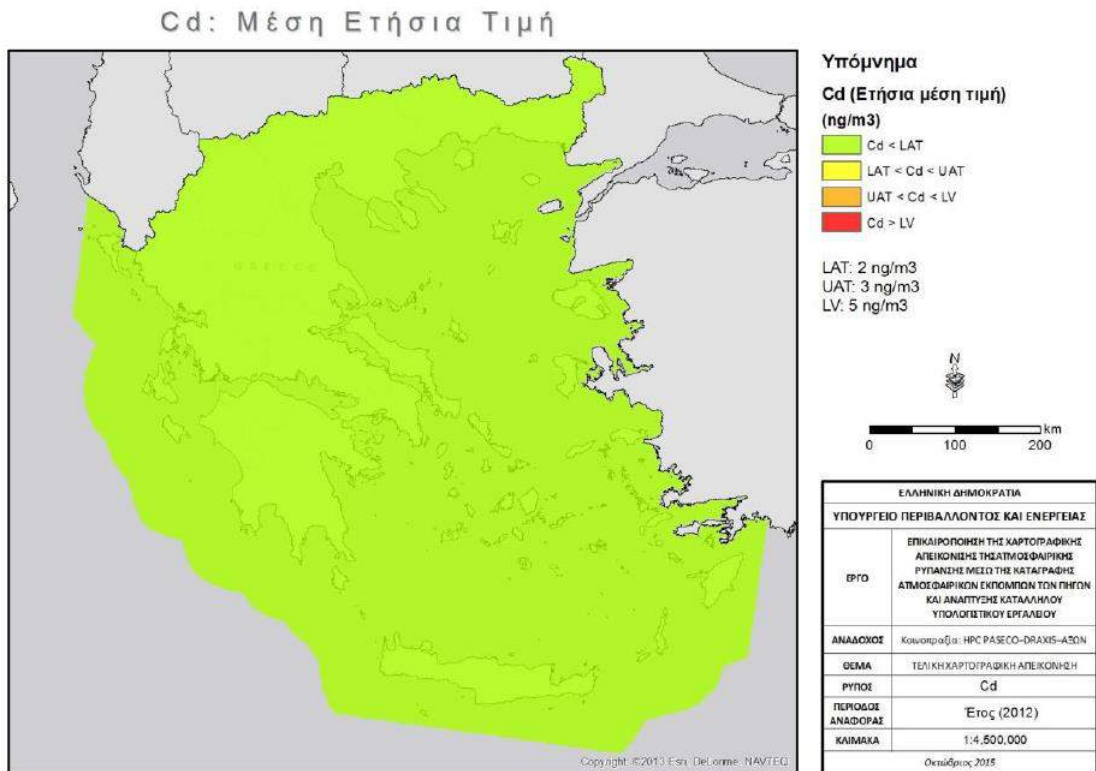 Cd: Μέση Ετήσια Τιμή
GREECE
Copyright: ©2013 Esri, DeLorme, NAVTEQ
Υπόμνημα
Cd (Ετήσια μέση τιμή)
(ng/m3)
Cd < LAT
LAT < Cd < UAT
UAT < Cd < LV
Cd > LV
LAT: 2 ng/m3
UAT: 3 ng/m3
LV: 5 ng/m3
N
km
0 100 200
ΕΛΛΗΝΙΚΗ ΔΗΜΟΚΡΑΤΙΑ
ΥΠΟΥΡΓΕΙΟ ΠΕΡΙΒΑΛΛΟΝΤΟΣ ΚΑΙ ΕΝΕΡΓΕΙΑΣ
ΕΡΓΟ
ΕΠΙΚΑΙΡΟΠΟΙΗΣΗ ΤΗΣ ΧΑΡΤΟΓΡΑΦΙΚΗΣ
ΑΠΕΙΚΟΝΙΣΗΣ ΤΗΣΑΤΜΟΣΦΑΙΡΙΚΗΣ
ΡΥΠΑΝΣΗΣ ΜΕΣΩ ΤΗΣ ΚΑΤΑΓΡΑΦΗΣ
ΑΤΜΟΣΦΑΙΡΙΚΩΝ ΕΚΠΟΜΠΩΝ ΤΩΝ ΠΗΓΩΝ
ΚΑΙ ΑΝΑΠΤΥΞΗΣ ΚΑΤΑΛΛΗΛΟΥ
ΥΠΟΛΟΓΙΣΤΙΚΟΥ ΕΡΓΑΛΕΙΟΥ
ΑΝΑΔΟΧΟΣ Κοινοπραξία: HPC PASECO–DRAXIS–ΑΞΩΝ
ΘΕΜΑ ΤΕΛΙΚΗ ΧΑΡΤΟΓΡΑΦΙΚΗ ΑΠΕΙΚΟΝΙΣΗ
ΡΥΠΟΣ Cd
ΠΕΡΙΟΔΟΣ
ΑΝΑΦΟΡΑΣ Έτος (2012)
ΚΛΙΜΑΚΑ 1:4,500,000
Οκτώβριος 2015